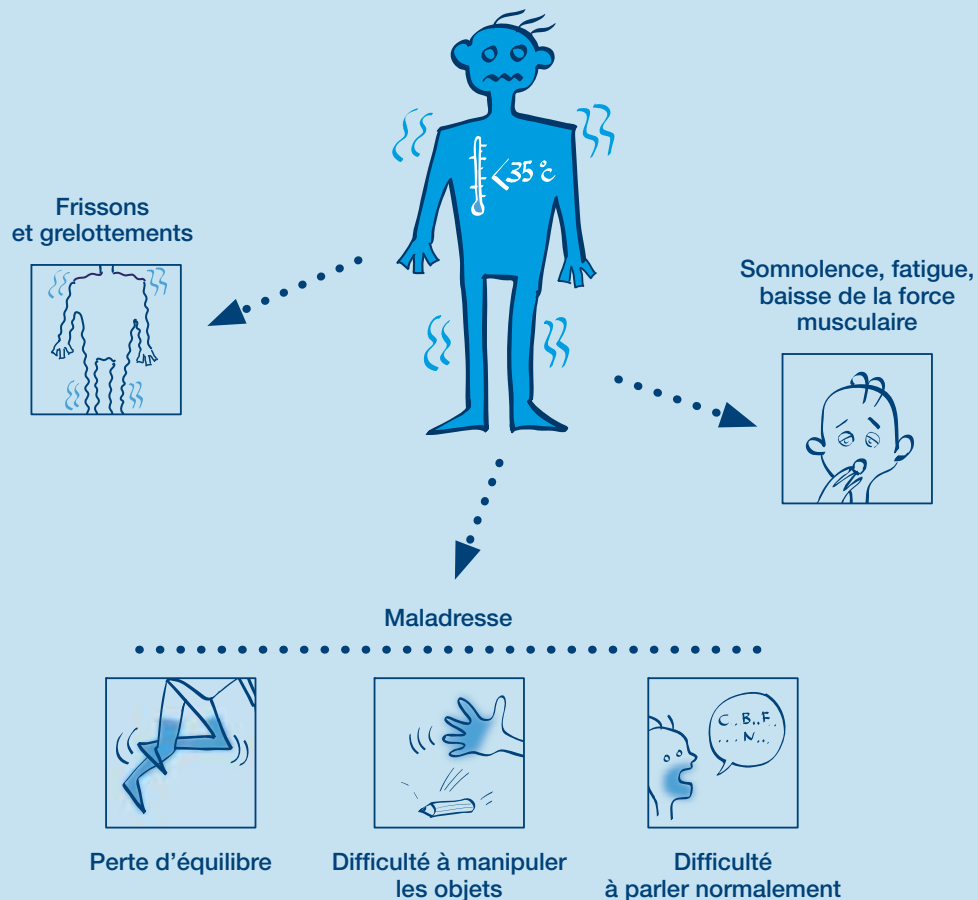 <35 °c
Frissons
et grelottements
Somnolence, fatigue,
baisse de la force
musculaire
Maladresse
C.B..F.
....N...
Perte d'équilibre
Difficulté à manipuler
les objets
Difficulté
à parler normalement